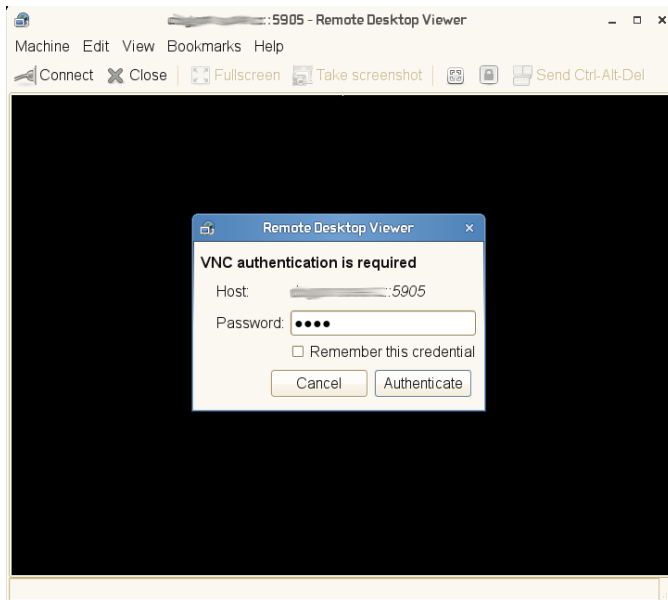 ::5905 - Remote Desktop Viewer
Machine Edit View Bookmarks Help
Connect Close Fullscreen Take screenshot Send Ctrl-Alt-Del
Remote Desktop Viewer
VNC authentication is required
Host: ::5905
Password: ••••
Remember this credential
Cancel Authenticate